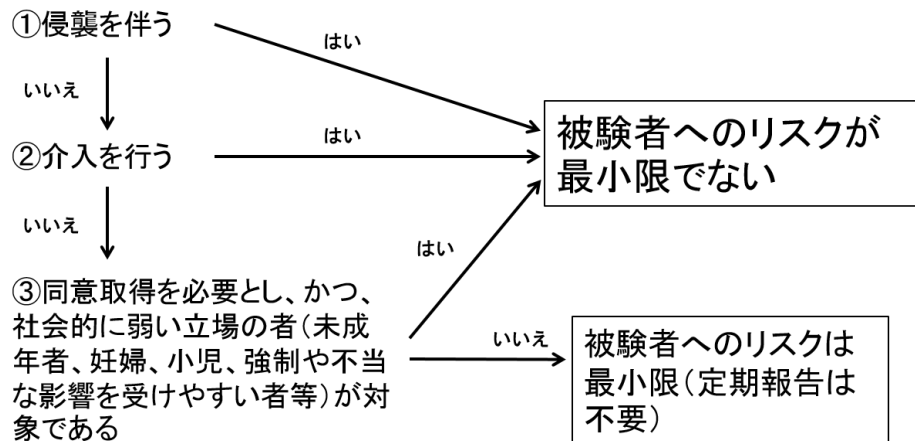 ①侵襲を伴う
はい
いいえ
②介入を行う
はい
被験者へのリスクが
最小限でない
いいえ
はい
③同意取得を必要とし、かつ、
社会的に弱い立場の者(未成
年者、妊婦、小児、強制や不当
な影響を受けやすい者等)が対
象である
いいえ
被験者へのリスクは
最小限(定期報告は
不要)